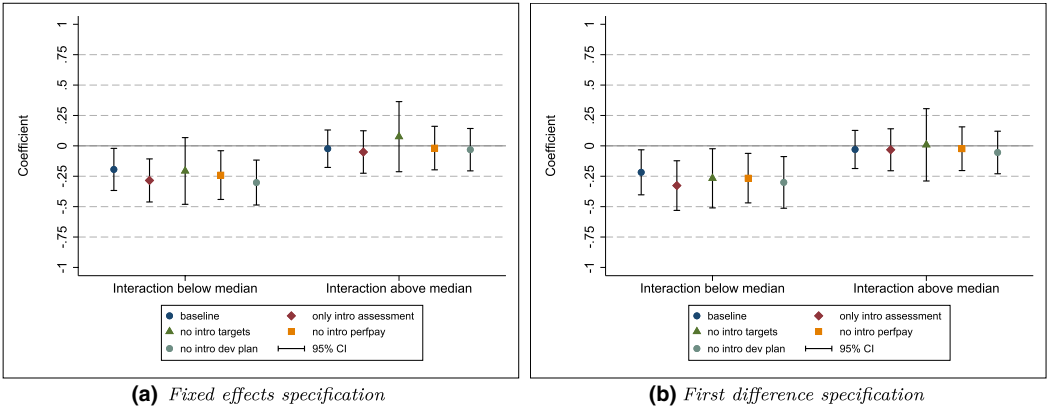 1
.75
.5
.25
0
-.25
-.5
-.75
-1
Coefficient
Interaction below median
Interaction above median
baseline
only intro assessment
no intro targets
no intro perfpay
no intro dev plan
95% CI
(a) Fixed effects specification
1
.75
.5
.25
0
-.25
-.5
-.75
-1
Coefficient
Interaction below median
Interaction above median
baseline
only intro assessment
no intro targets
no intro perfpay
no intro dev plan
95% CI
(b) First difference specification